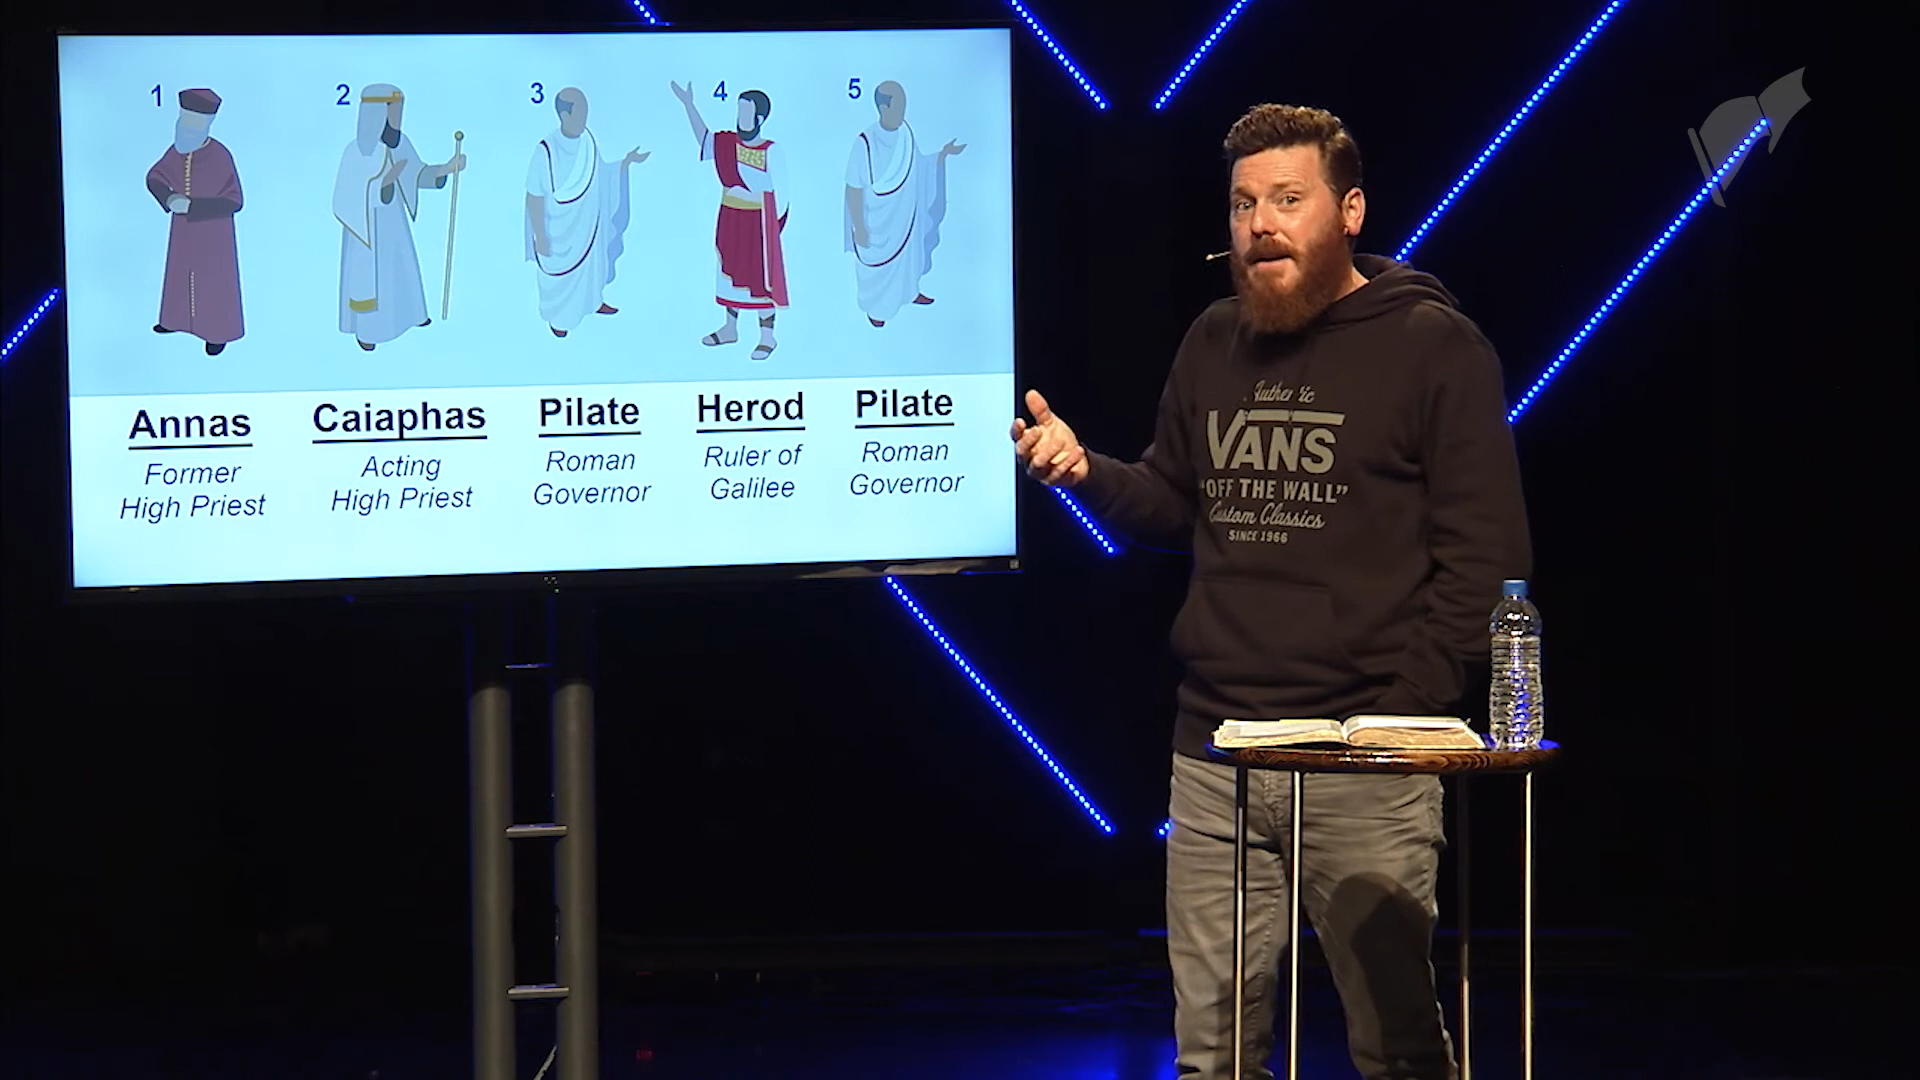 1
2
3
4
5
Annas
Former
High Priest
Caiaphas
Acting
High Priest
Pilate
Roman
Governor
Herod
Ruler of
Galilee
Pilate
Roman
Governor
Authentic
VANS
"OFF THE WALL"
Custom Classics
SINCE 1966